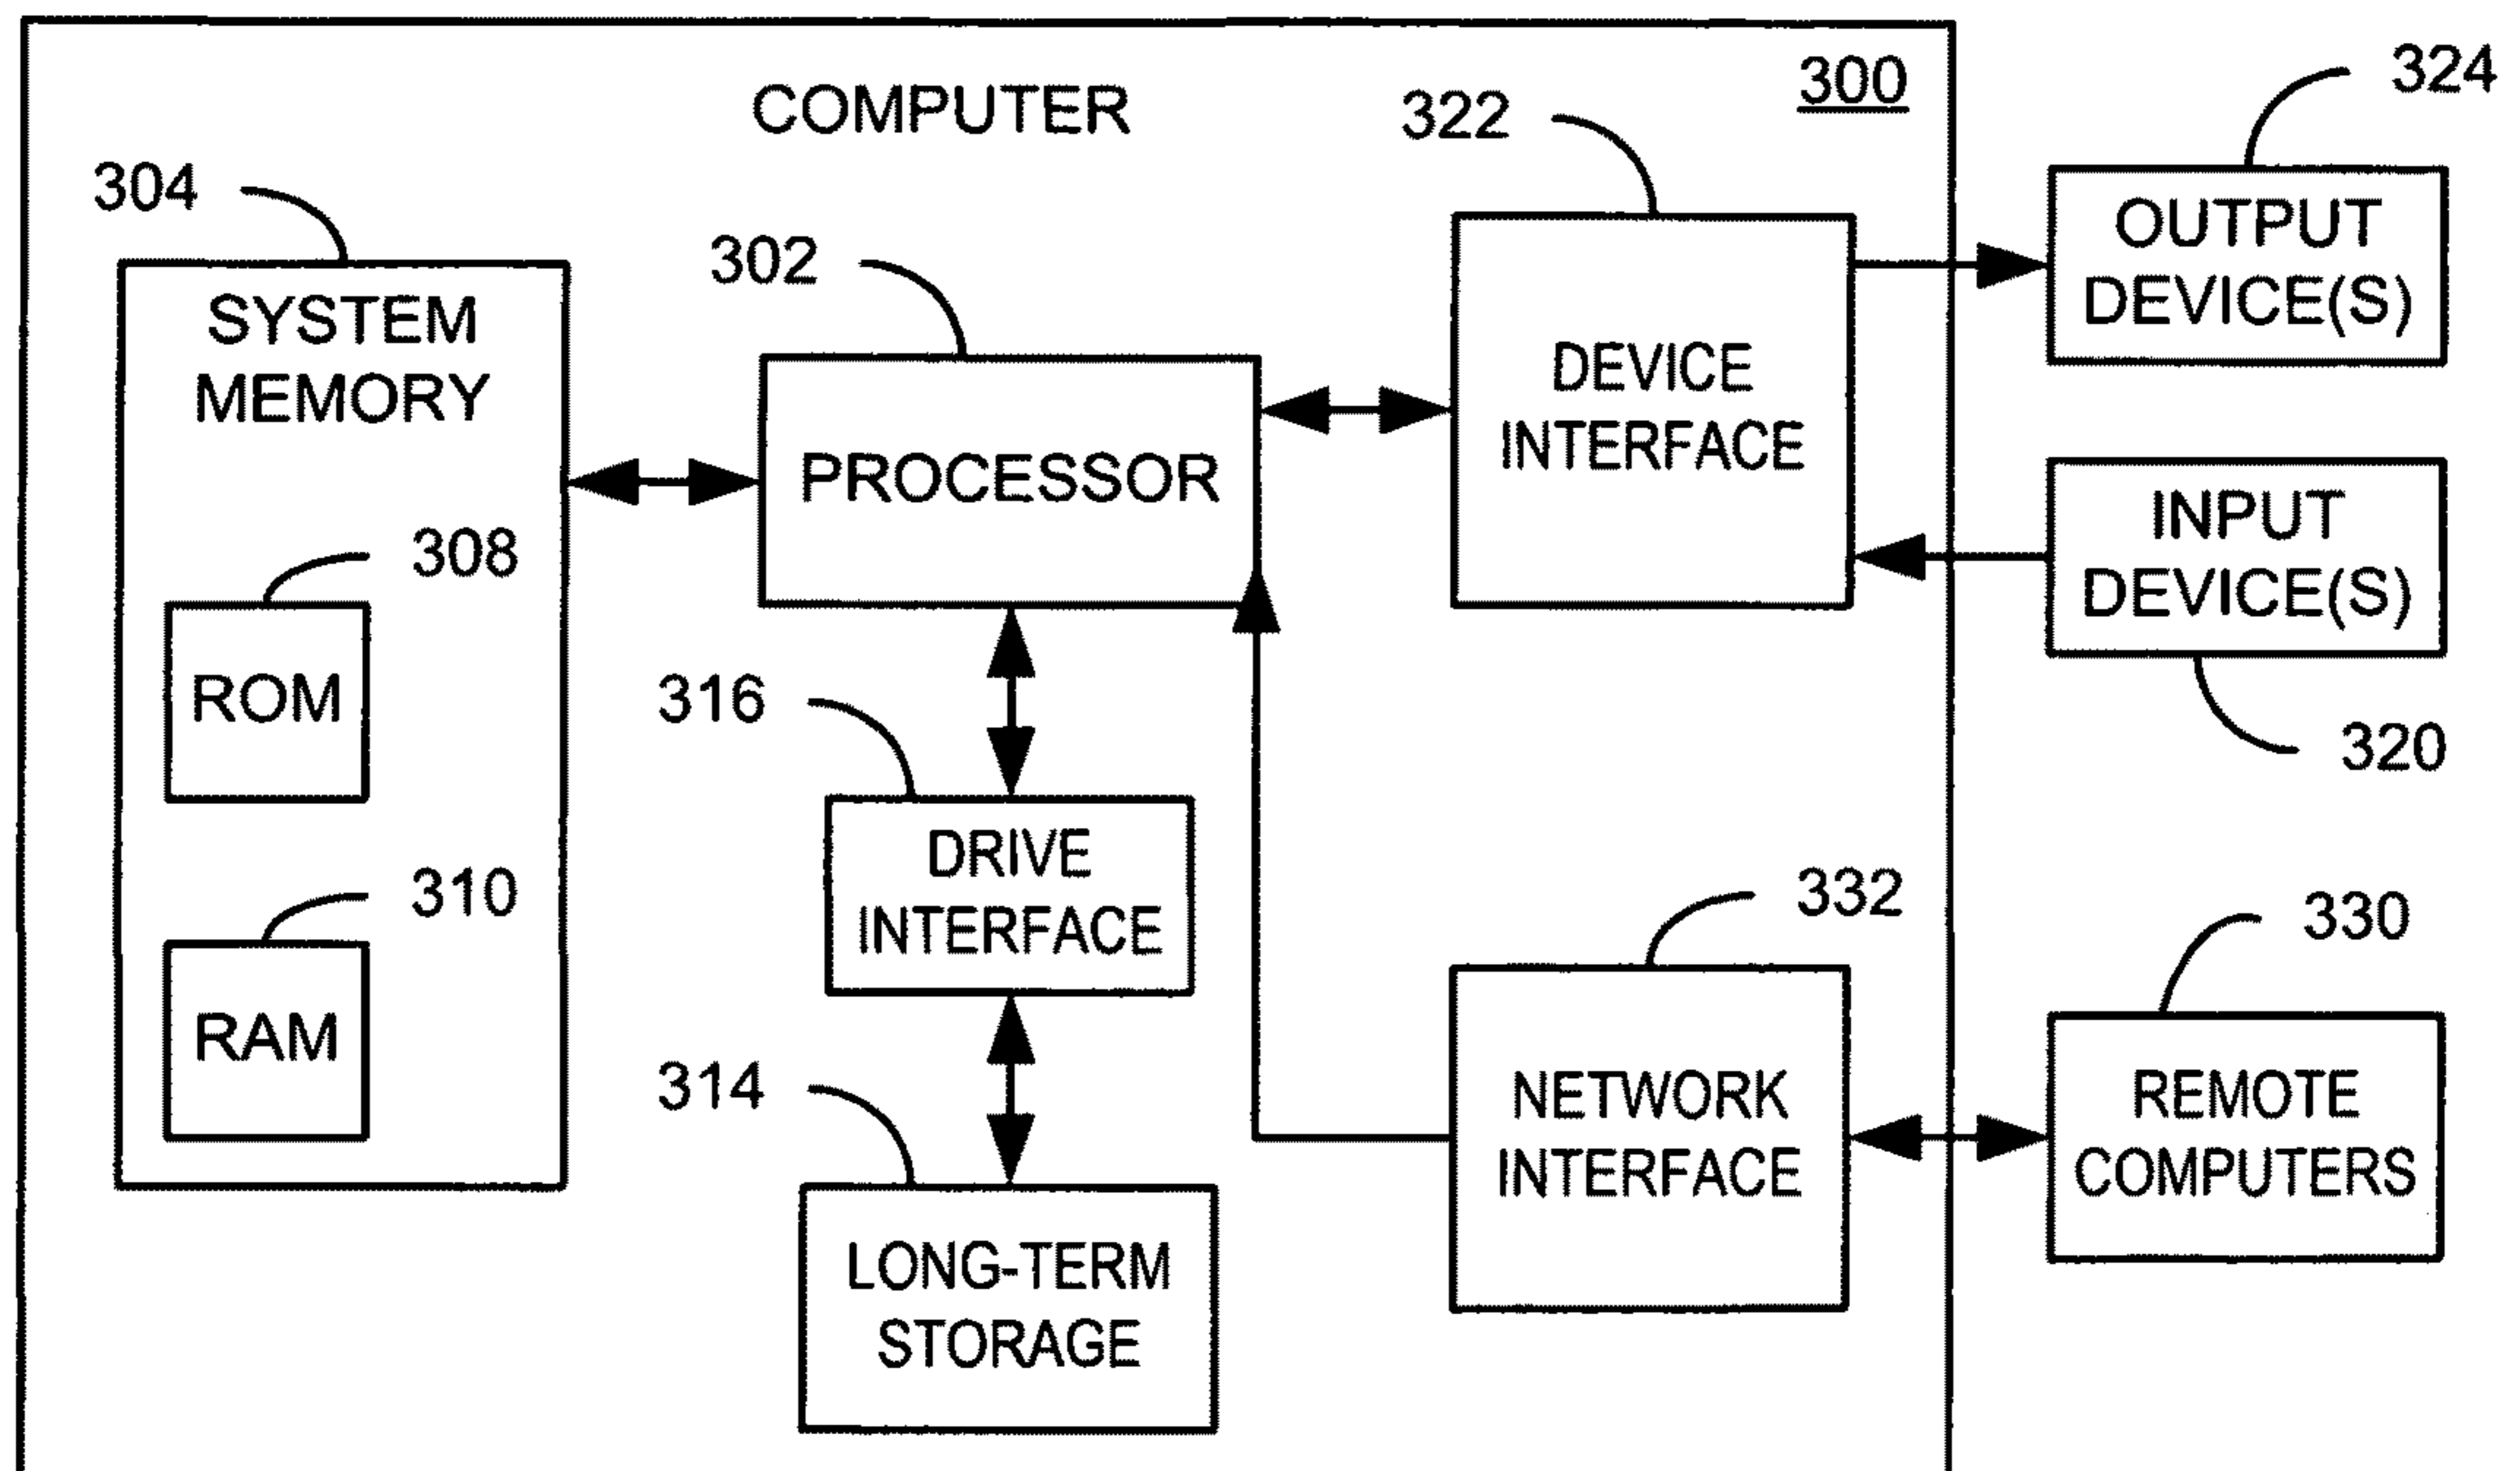 COMPUTER
300
324
322
304
302
OUTPUT
DEVICE(S)
SYSTEM
MEMORY
DEVICE
INTERFACE
PROCESSOR
INPUT
DEVICE(S)
308
320
ROM
316
DRIVE
INTERFACE
310
332
330
RAM
314
NETWORK
INTERFACE
REMOTE
COMPUTERS
LONG-TERM
STORAGE